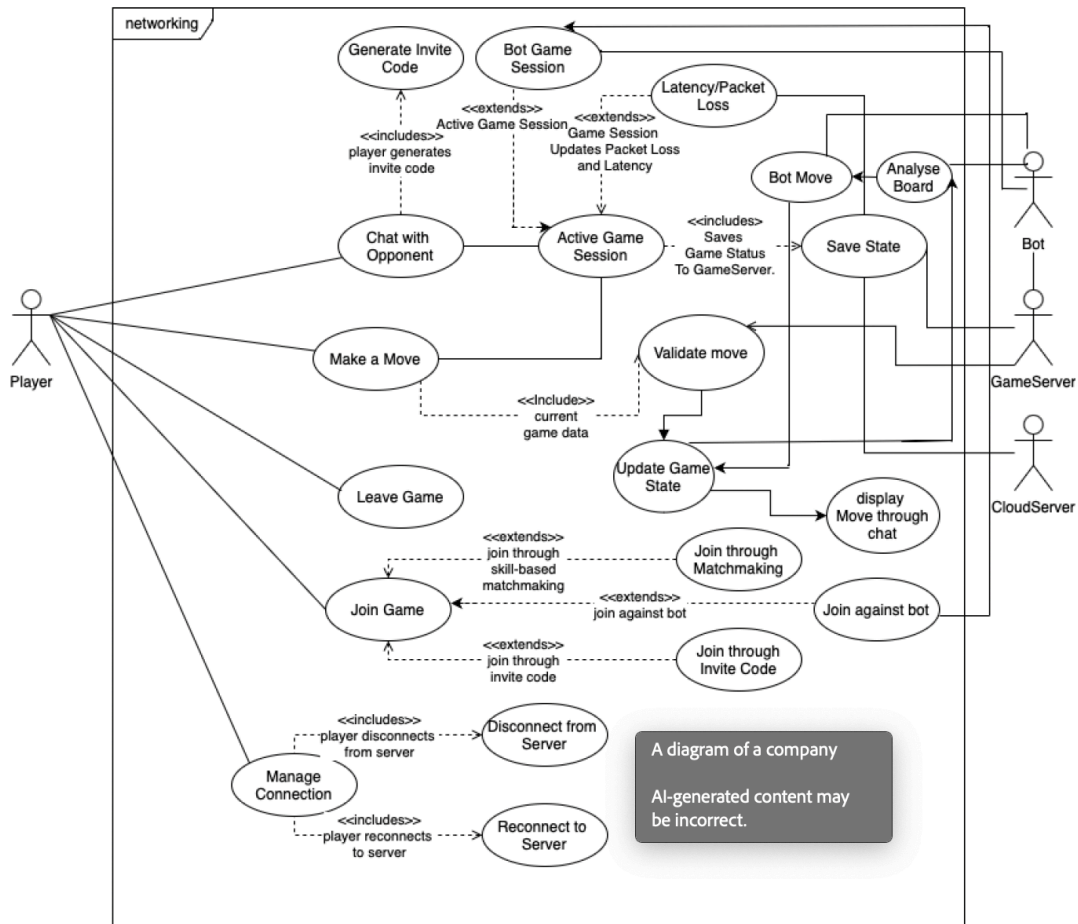 networking
Generate Invite
Code
Bot Game
Session
Latency/Packet
Loss
<<extends>>
Active Game Session
<<extends>>
Game Session
Updates Packet Loss
and Latency
<<includes>>
player generates
invite code
Bot Move
Analyse
Board
Bot
Chat with
Opponent
Active Game
Session
<<includes>
Saves
Game Status
To GameServer.
Save State
Player
Make a Move
Validate move
GameServer
<<Include>>
current
game data
Update Game
State
Leave Game
display
Move through
chat
CloudServer
<<extends>>
join through
skill-based
matchmaking
Join through
Matchmaking
Join Game
<<extends>>
join against bot
Join against bot
<<extends>>
join through
invite code
Join through
Invite Code
<<includes>>
player disconnects
from server
Disconnect from
Server
Manage
Connection
<<includes>>
player reconnects
to server
Reconnect to
Server
A diagram of a company
AI-generated content may
be incorrect.